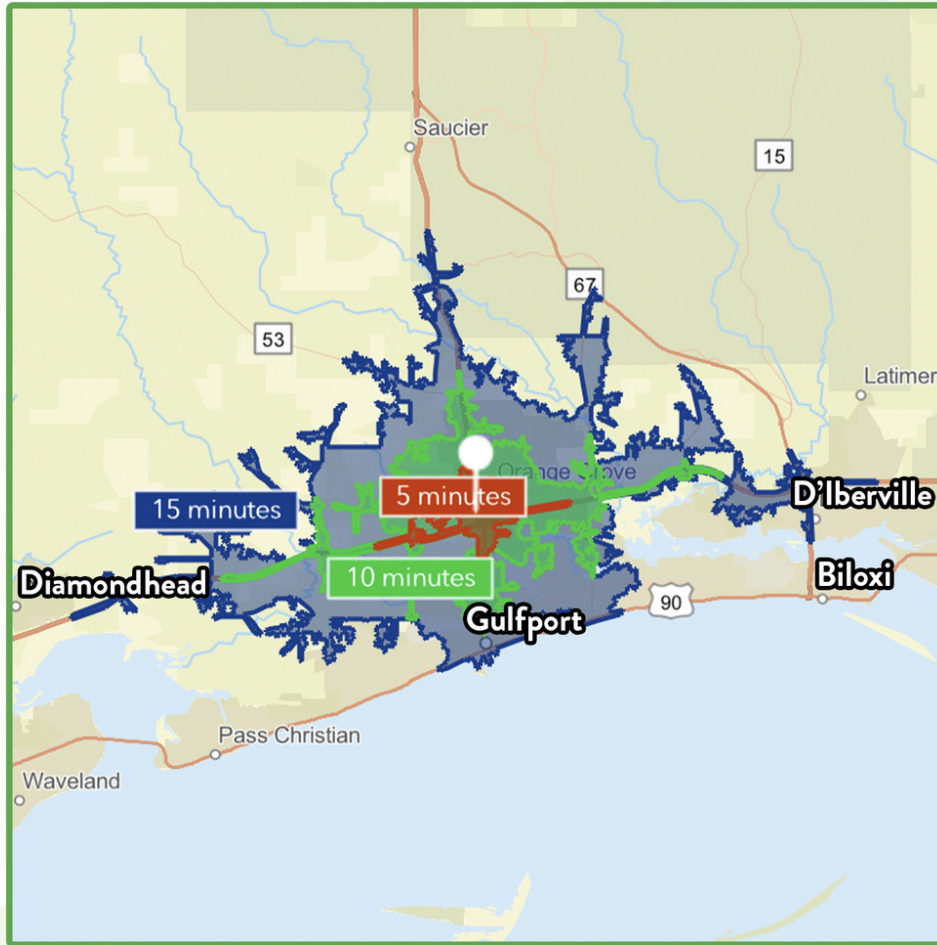 Saucier
15
67
53
Latimer
Orange Grove
5 minutes
15 minutes
D'Iberville
10 minutes
Diamondhead
Biloxi
90
Gulfport
Pass Christian
Waveland